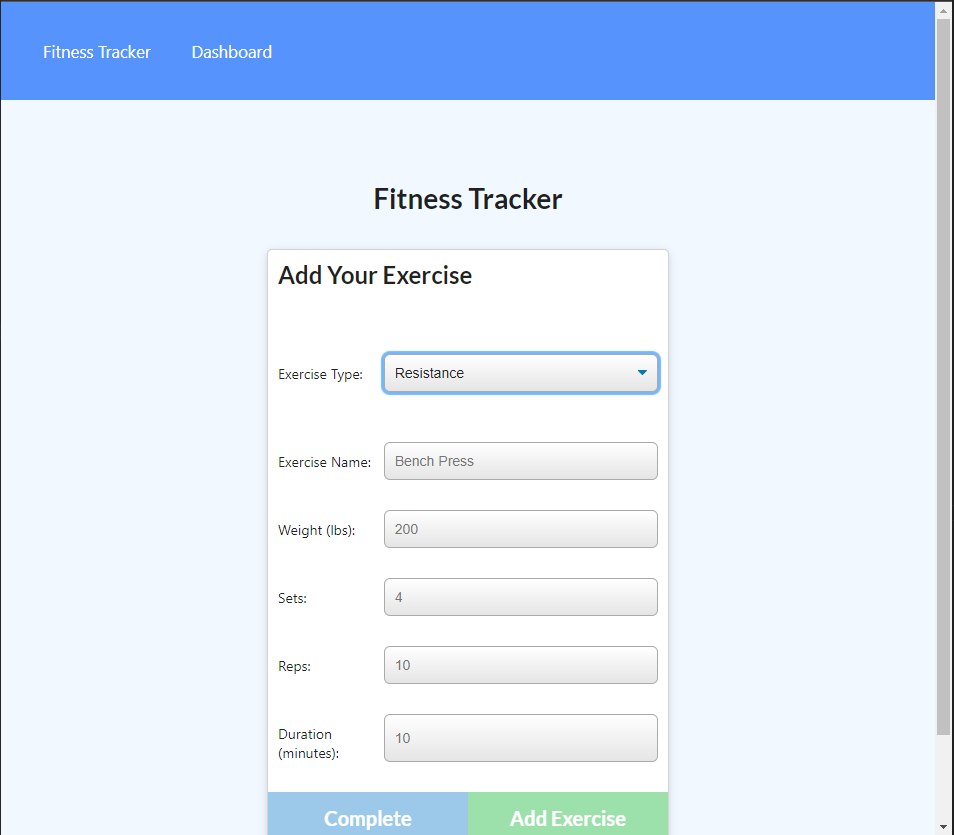 Fitness Tracker Dashboard
Fitness Tracker
Add Your Exercise
Exercise Type: Resistance
Exercise Name: Bench Press
Weight (lbs): 200
Sets: 4
Reps: 10
Duration
(minutes): 10
Complete Add Exercise